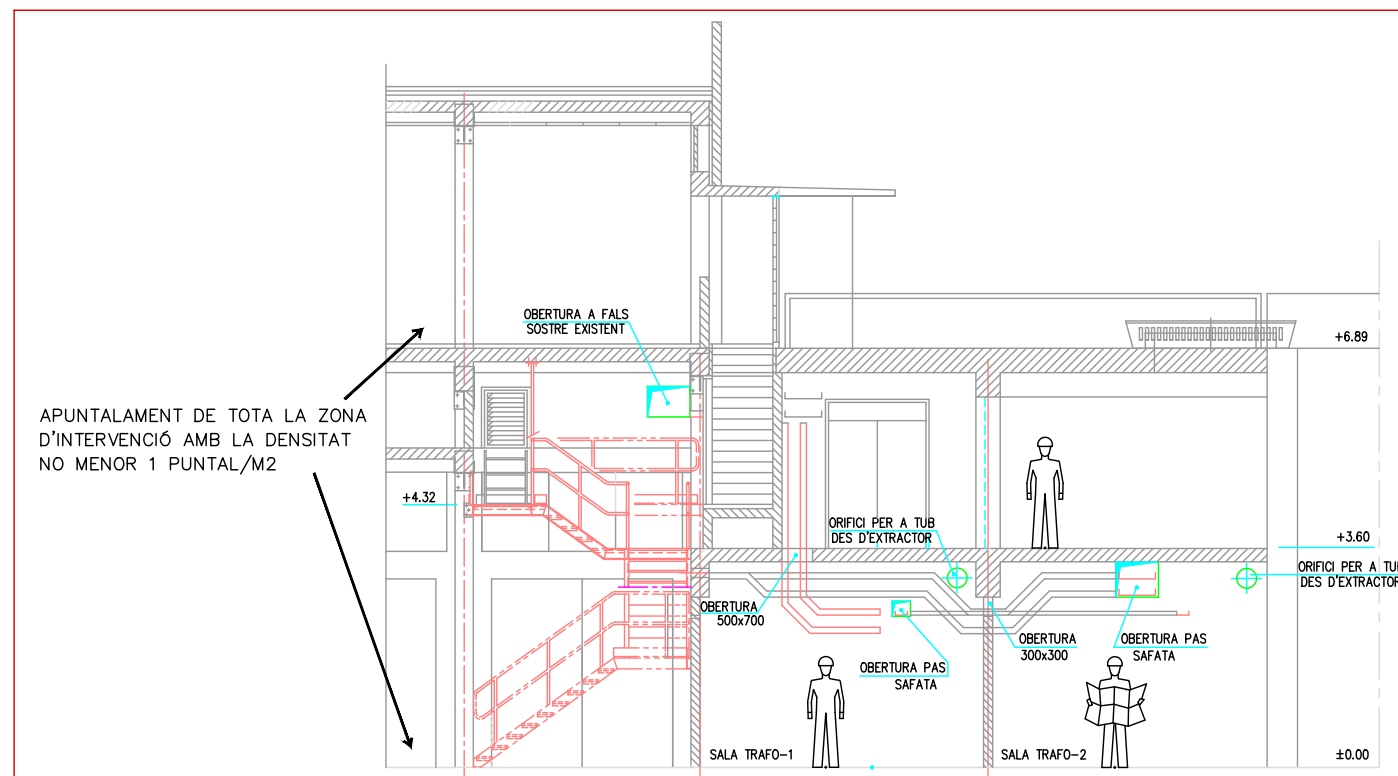 OBERTURA A FALS
SOSTRE EXISTENT
+6.89
APUNTALAMENT DE TOTA LA ZONA
D'INTERVENCIÓ AMB LA DENSITAT
NO MENOR 1 PUNTAL/M2
+4.32
ORIFICI PER A TUB
DES D'EXTRACTOR
+3.60
ORIFICI PER A TUB
DES D'EXTRACTOR
OBERTURA
500x700
OBERTURA
300x300
OBERTURA PAS
SAFATA
OBERTURA PAS
SAFATA
SALA TRAFO-1
SALA TRAFO-2
±0.00